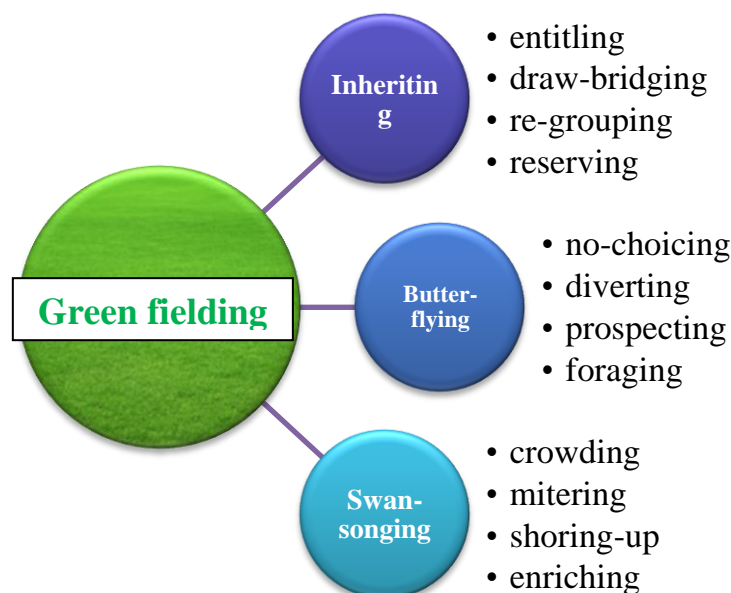 Green fielding
Inheritin
g
• entitling
• draw-bridging
• re-grouping
• reserving
Butter-
flying
• no-choicing
• diverting
• prospecting
• foraging
Swan-
songing
• crowding
• mitering
• shoring-up
• enriching